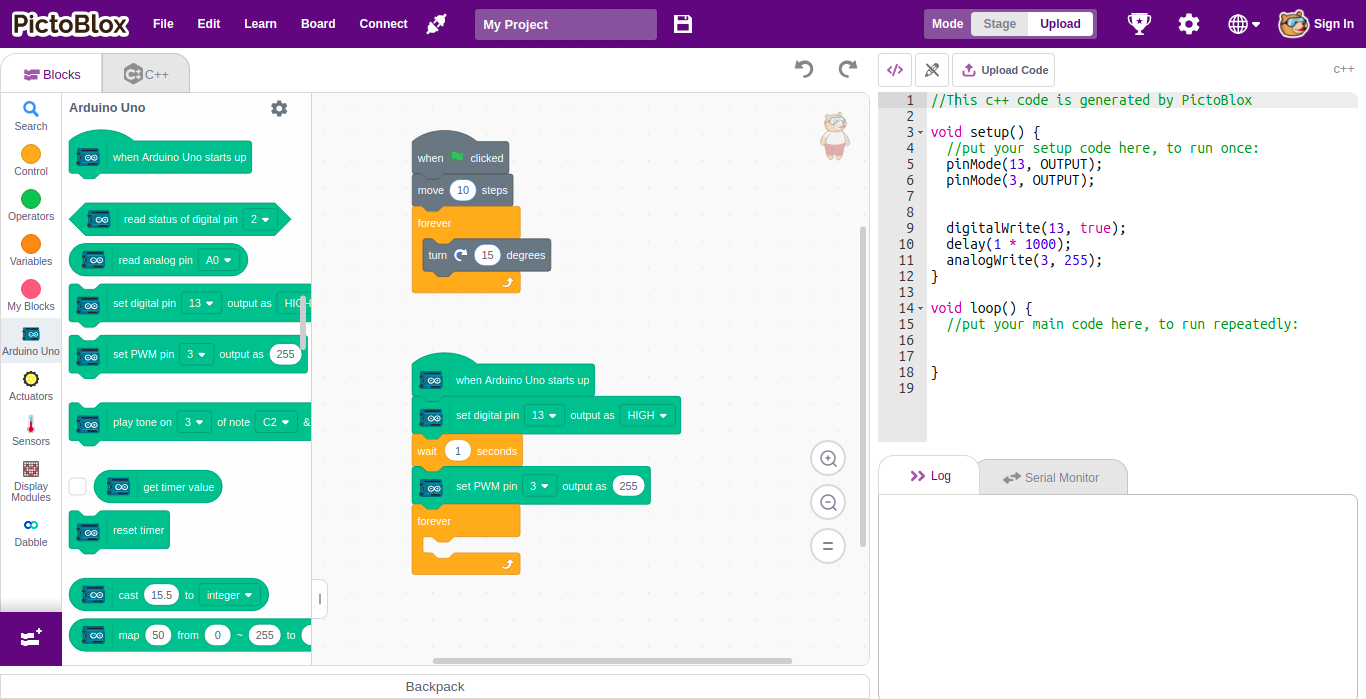 PictoBlox File Edit Learn Board Connect My Project Mode Stage Upload Sign In
Blocks C++ Upload Code c++
Search
Control
Operators
Variables
My Blocks
Arduino Uno
Actuators
Sensors
Display
Modules
Dabble
Arduino Uno
when Arduino Uno starts up
read status of digital pin 2
read analog pin A0
set digital pin 13 output as HIGH
set PWM pin 3 output as 255
play tone on 3 of note C2 &
get timer value
reset timer
cast 15.5 to integer
map 50 from 0 ~ 255 to
when clicked
move 10 steps
forever
turn 15 degrees
when Arduino Uno starts up
set digital pin 13 output as HIGH
wait 1 seconds
set PWM pin 3 output as 255
forever
1 //This c++ code is generated by PictoBlox
2
3 void setup() {
4 //put your setup code here, to run once:
5 pinMode(13, OUTPUT);
6 pinMode(3, OUTPUT);
7
8
9 digitalWrite(13, true);
10 delay(1 * 1000);
11 analogWrite(3, 255);
12 }
13
14 void loop() {
15 //put your main code here, to run repeatedly:
16
17
18 }
19
Log Serial Monitor
Backpack